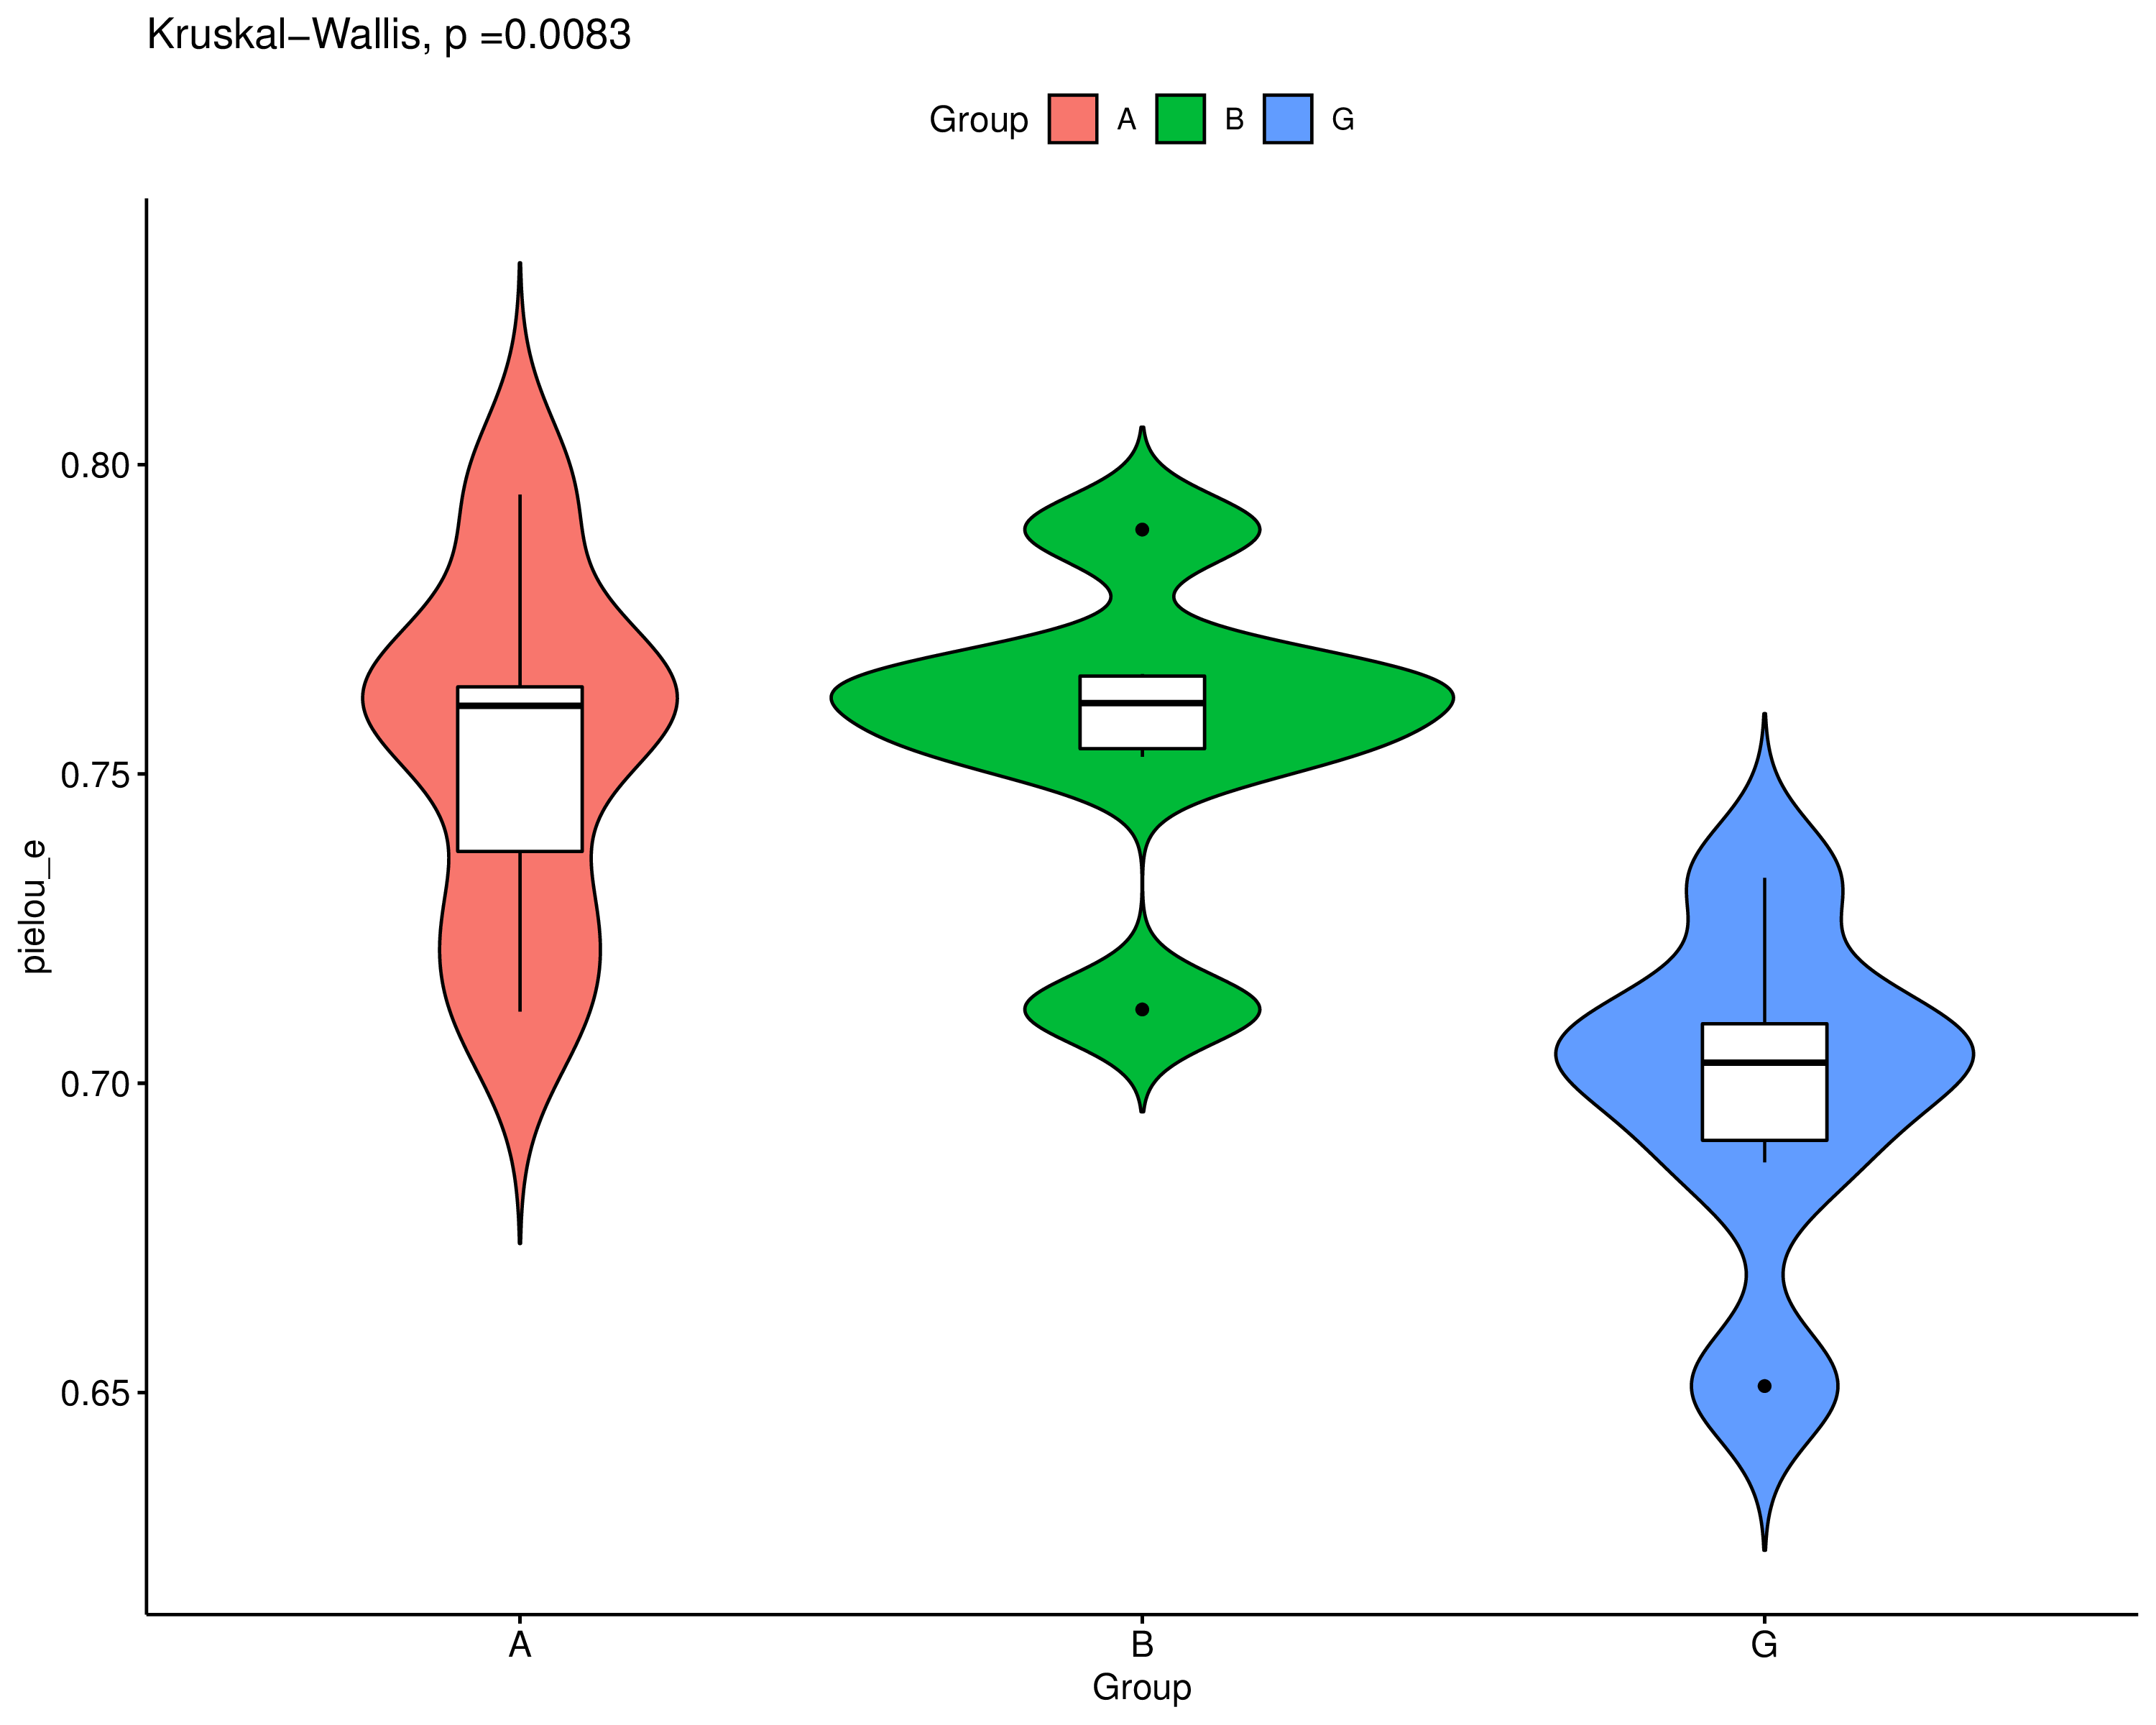 Kruskal−Wallis, p =0.0083
Group A B G
0.80
0.75
0.70
0.65
pielou_e
A B G
Group